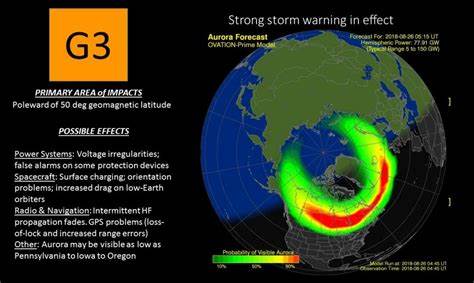 G3
Strong storm warning in effect
Aurora Forecast
OVATION-Prime Model
Forecast For: 2018-08-26 05:15 UT
Hemispheric Power: 77.91 GW
(Typical Range 5 to 150 GW)
PRIMARY AREA of IMPACTS
Poleward of 50 deg geomagnetic latitude
POSSIBLE EFFECTS
Power Systems: Voltage irregularities;
false alarms on some protection devices
Spacecraft: Surface charging; orientation
problems; increased drag on low-Earth
orbiters
Radio & Navigation: Intermittent HF
propagation fades. GPS problems (loss-
of-lock and increased range errors)
Other: Aurora may be visible as low as
Pennsylvania to Iowa to Oregon
Probability of Visible Aurora
10% 50% 90%
Model Run at: 2018-08-26 04:45 UT
Observation Time: 2018-08-26 04:45 UT